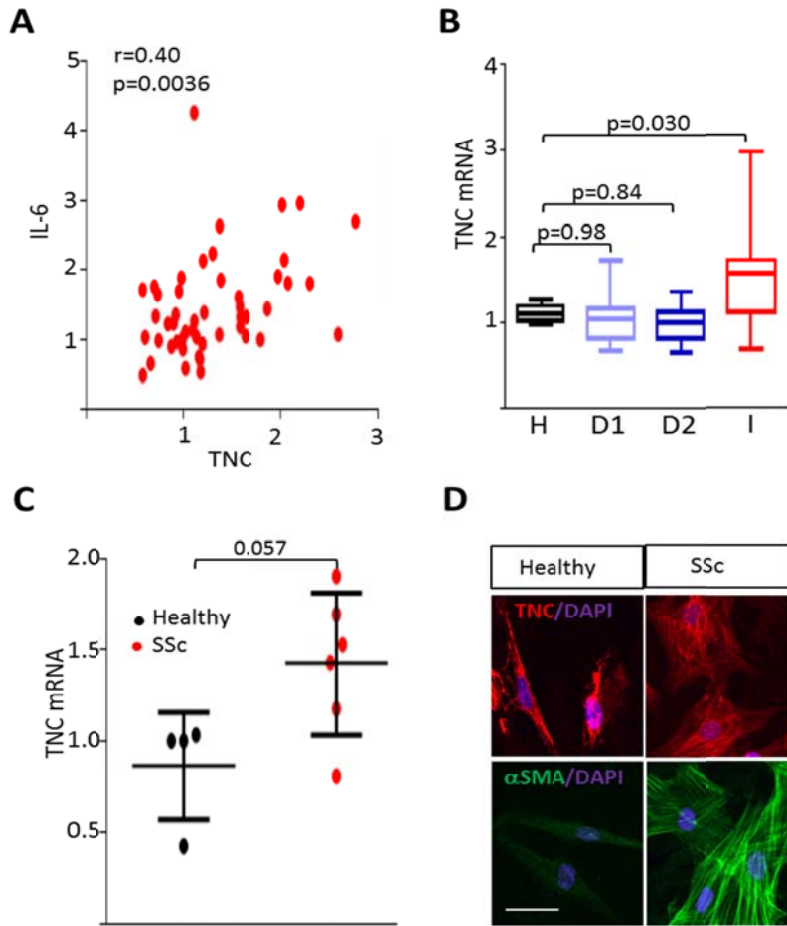 A
r=0.40
p=0.0036
5
4
3
2
1
IL-6
1
2
3
TNC
B
4
3
2
1
TNC mRNA
p=0.030
p=0.84
p=0.98
H
D1
D2
I
C
2.0
1.5
1.0
0.5
TNC mRNA
0.057
Healthy
SSc
D
Healthy
SSc
TNC/DAPI
αSMA/DAPI